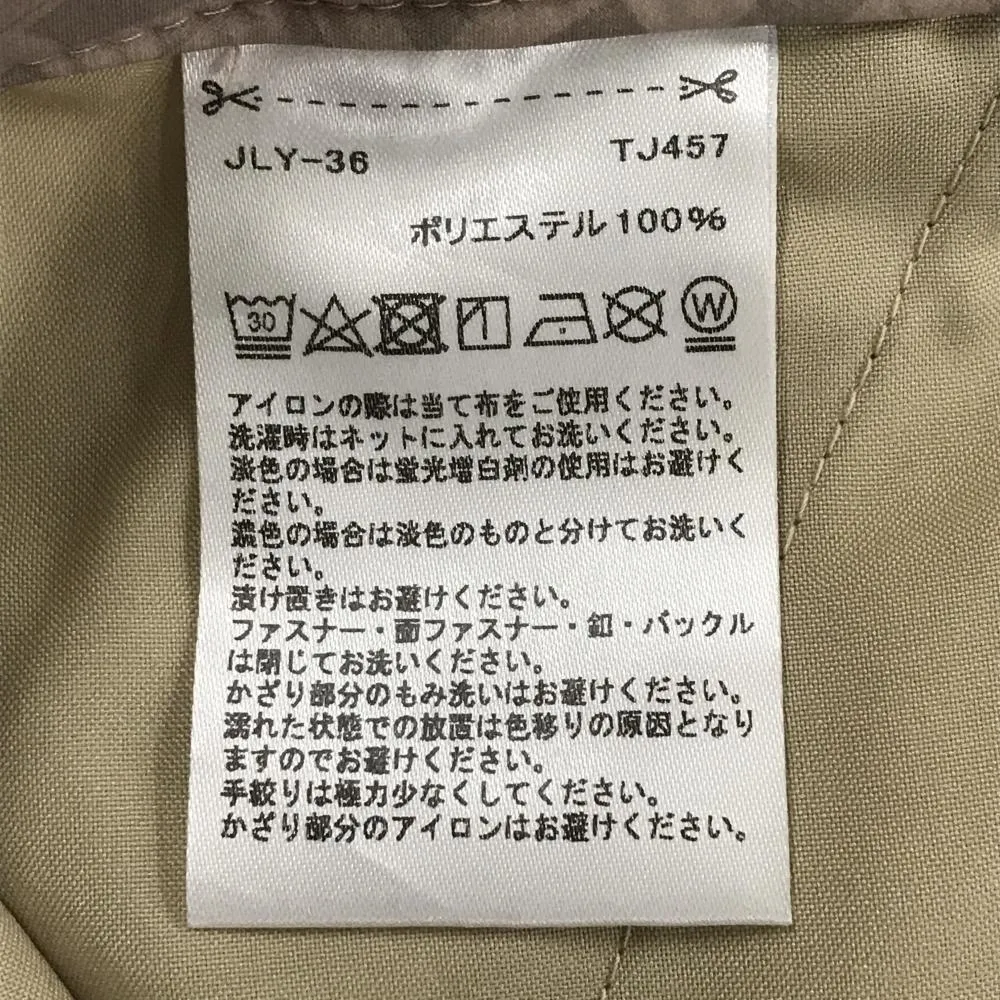 JLY-36 TJ457
ポリエステル100%
30 W
アイロンの際は当て布をご使用ください。
洗濯時はネットに入れてお洗いください。
淡色の場合は蛍光増白剤の使用はお避けく
ださい。
濃色の場合は淡色のものと分けてお洗いく
ださい。
漬け置きはお避けください。
ファスナー・面ファスナー・釦・バックル
は閉じてお洗いください。
かざり部分のもみ洗いはお避けください。
濡れた状態での放置は色移りの原因となり
ますのでお避けください。
手絞りは極力少なくしてください。
かざり部分のアイロンはお避けください。